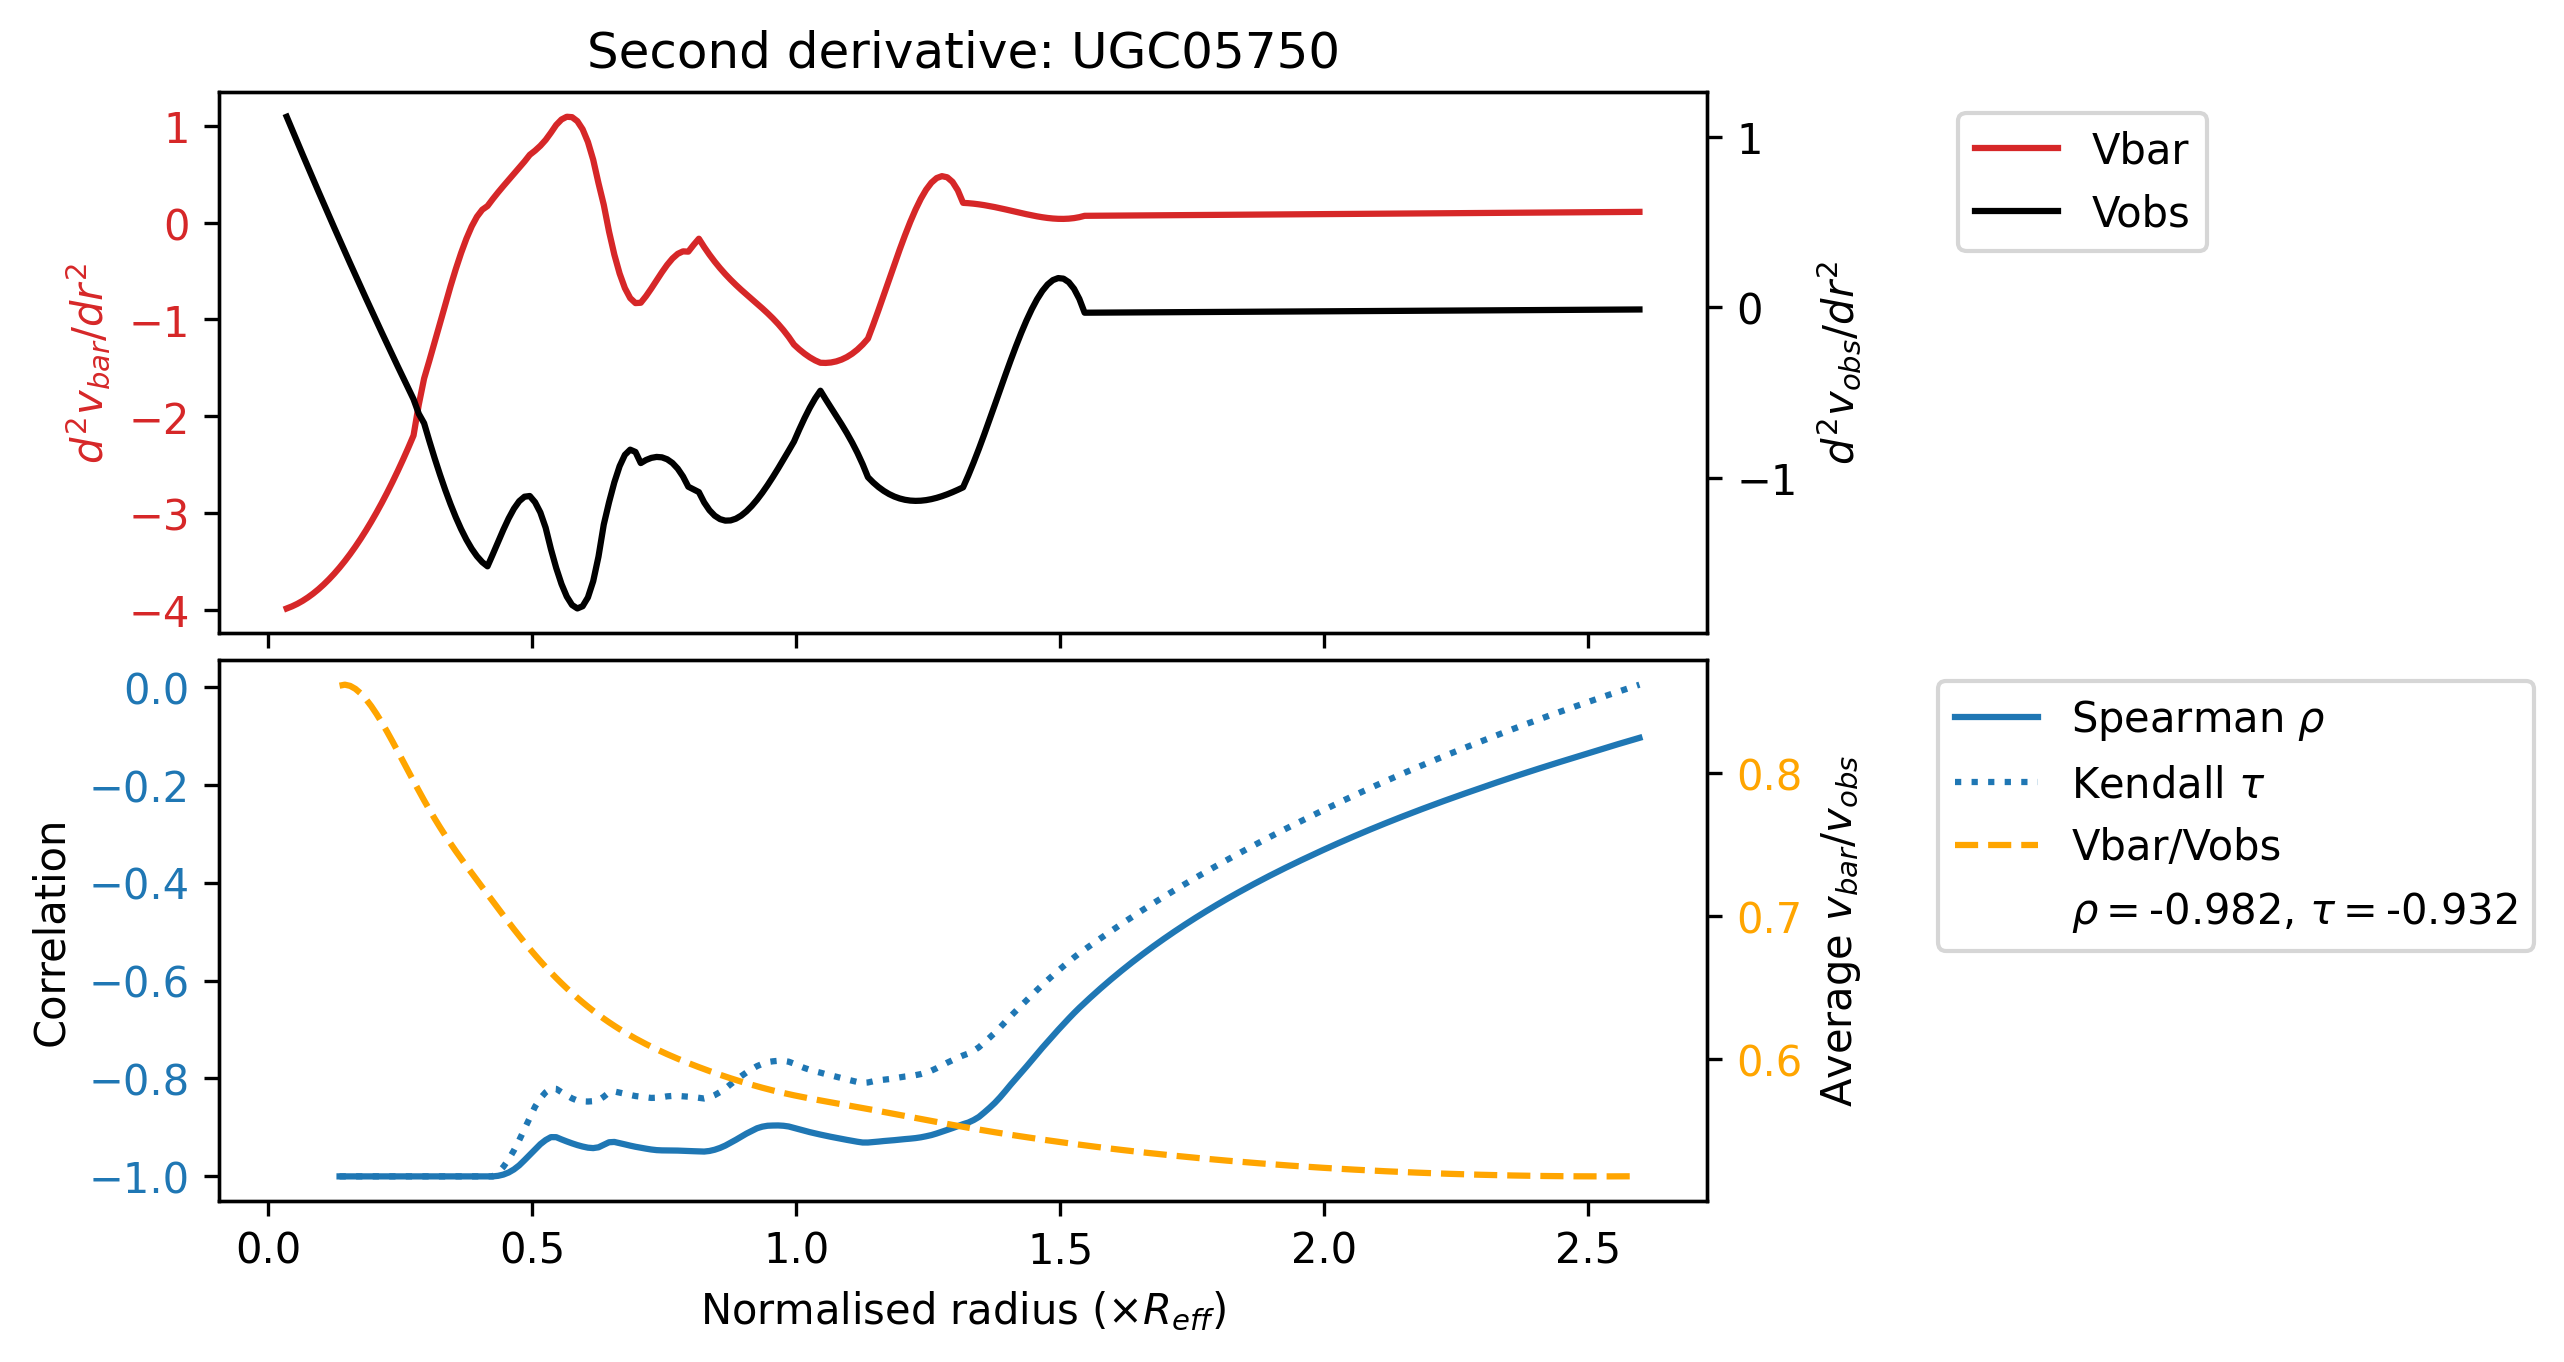 Second derivative: UGC05750
1
0
−1
−2
−3
−4
d²v_bar/dr²
1
0
−1
d²v_obs/dr²
Vbar
Vobs
0.0
−0.2
−0.4
−0.6
−0.8
−1.0
Correlation
0.8
0.7
0.6
Average v_bar/v_obs
Spearman ρ
Kendall τ
Vbar/Vobs
ρ = -0.982, τ = -0.932
0.0 0.5 1.0 1.5 2.0 2.5
Normalised radius (×R_eff)